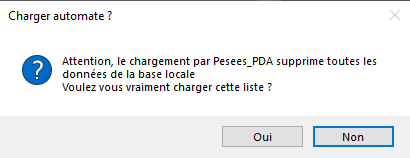 Charger automate ?
Attention, le chargement par Pesees_PDA supprime toutes les
données de la base locale
Voulez vous vraiment charger cette liste ?
Oui
Non